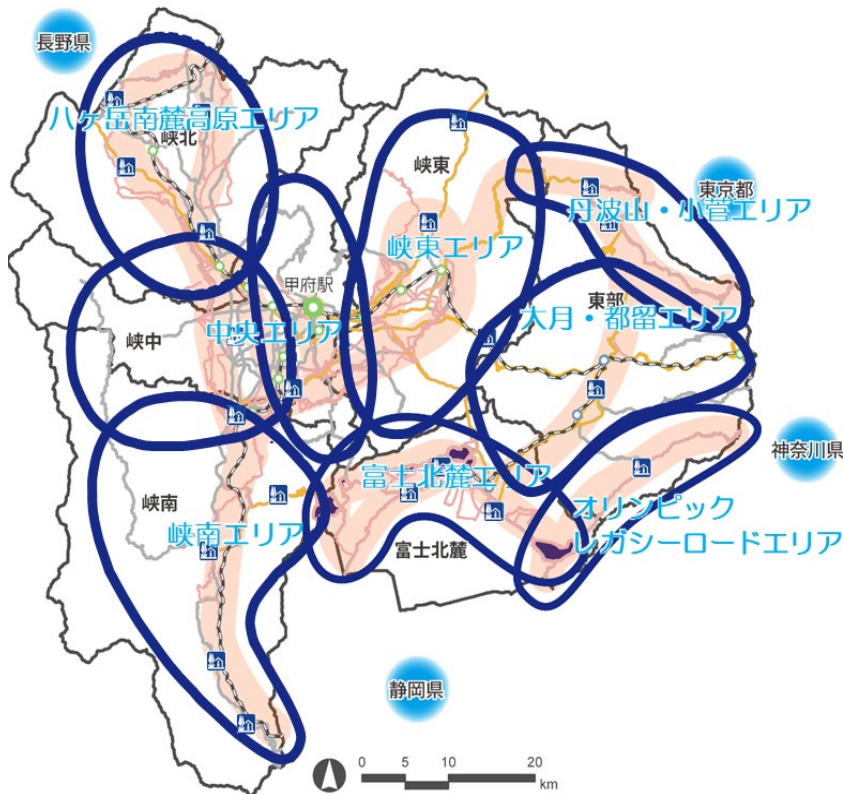 長野県
八ヶ岳南麓高原エリア
峡北
峡東
東京都
丹波山・小菅エリア
峡東エリア
甲府駅
東部
大月・都留エリア
中央エリア
峡中
神奈川県
富士北麓エリア
峡南
オリンピック
レガシーロードエリア
峡南エリア
富士北麓
静岡県
0 5 10 20
km